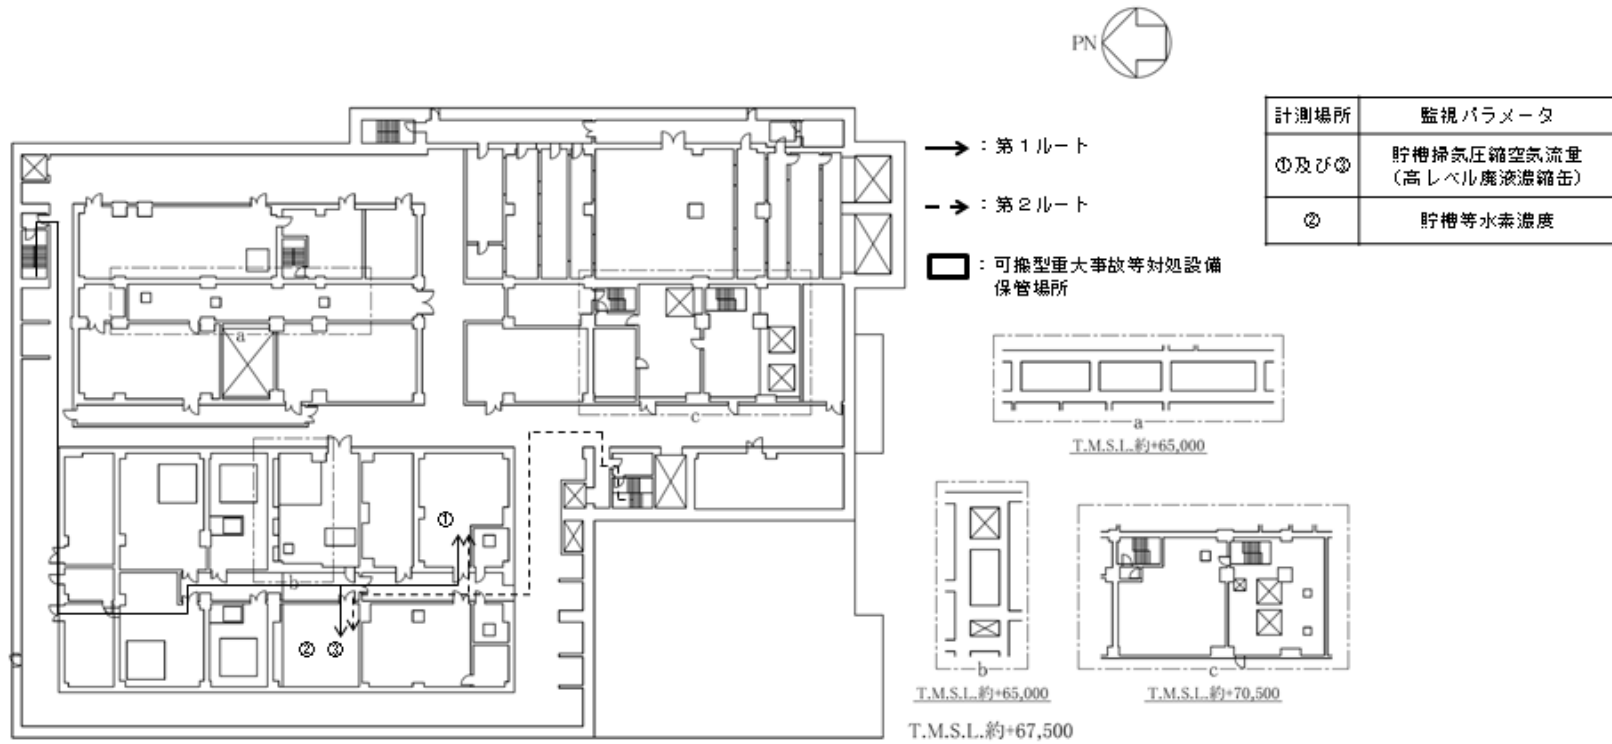 PN
: 第1ルート
: 第2ルート
: 可搬型重大事故等対処設備
保管場所
計測場所 監視パラメータ
①及び③ 貯槽掃気圧縮空気流量
(高レベル廃液濃縮缶)
② 貯槽等水素濃度
a
c
①
b
② ③
a
T.M.S.L.約+65,000
b
T.M.S.L.約+65,000
c
T.M.S.L.約+70,500
T.M.S.L.約+67,500